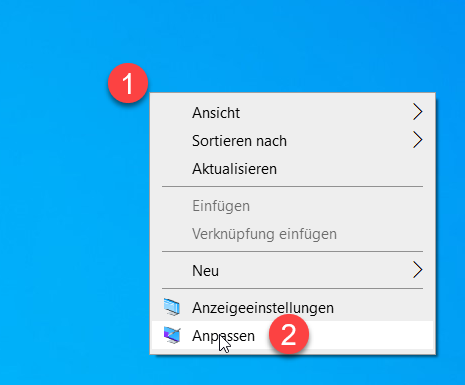 1
Ansicht
Sortieren nach
Aktualisieren
Einfügen
Verknüpfung einfügen
Neu
Anzeigeeinstellungen
Anpassen 2